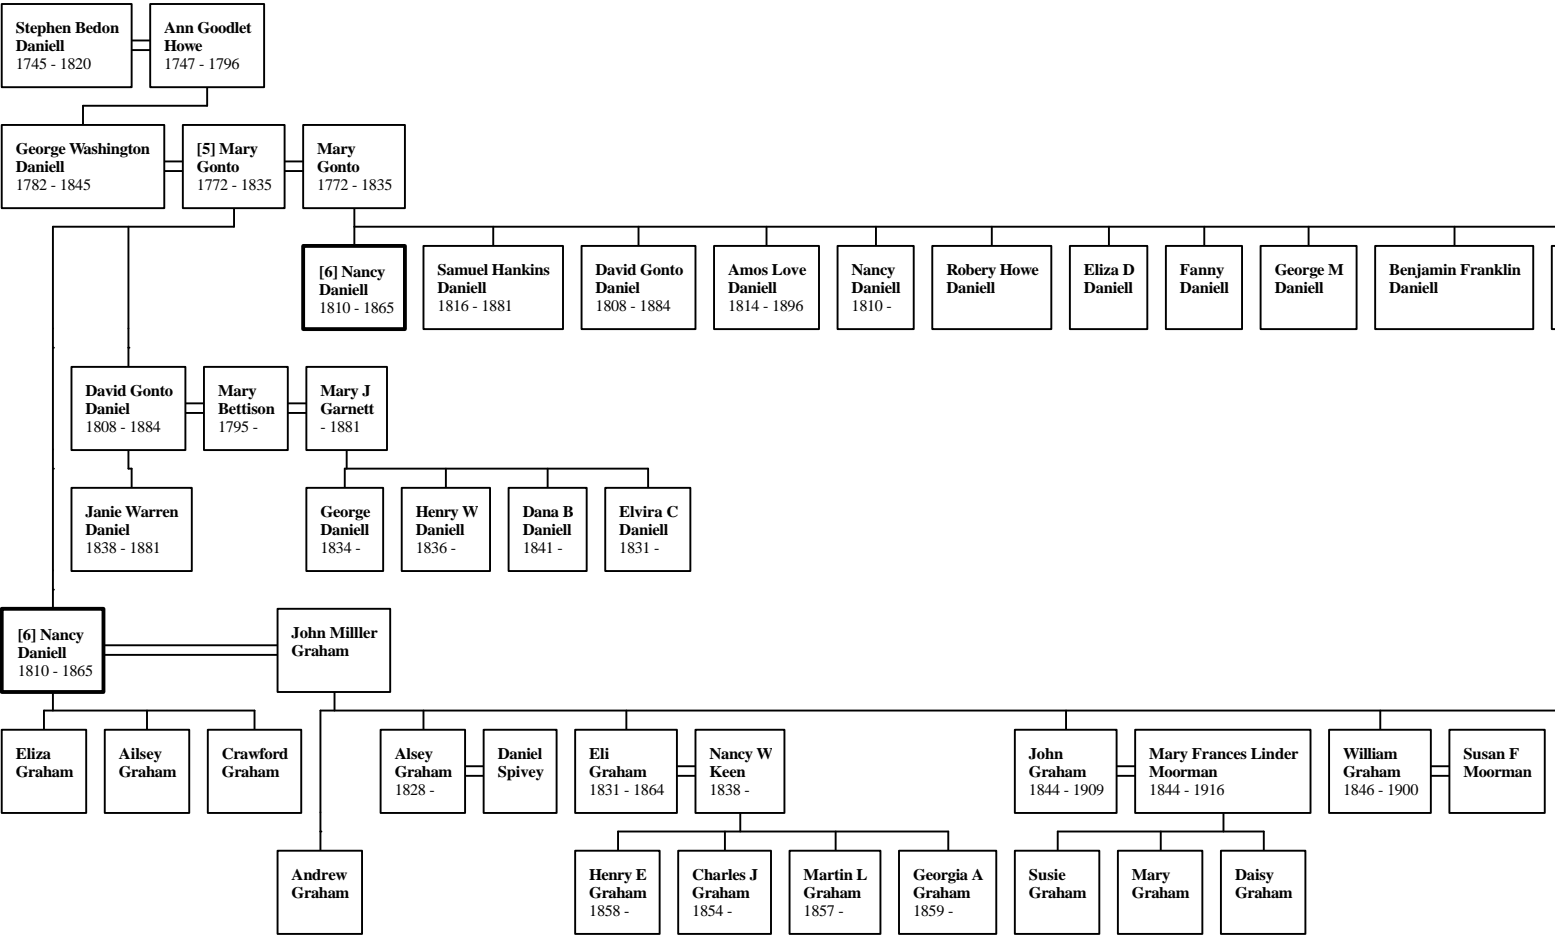 Stephen Bedon
Daniell
1745 - 1820
Ann Goodlet
Howe
1747 - 1796
George Washington
Daniell
1782 - 1845
[5] Mary
Gonto
1772 - 1835
Mary
Gonto
1772 - 1835
[6] Nancy
Daniell
1810 - 1865
Samuel Hankins
Daniell
1816 - 1881
David Gonto
Daniel
1808 - 1884
Amos Love
Daniell
1814 - 1896
Nancy
Daniell
1810 -
Robery Howe
Daniell
Eliza D
Daniell
Fanny
Daniell
George M
Daniell
Benjamin Franklin
Daniell
David Gonto
Daniel
1808 - 1884
Mary
Bettison
1795 -
Mary J
Garnett
- 1881
Janie Warren
Daniel
1838 - 1881
George
Daniell
1834 -
Henry W
Daniell
1836 -
Dana B
Daniell
1841 -
Elvira C
Daniell
1831 -
[6] Nancy
Daniell
1810 - 1865
John Milller
Graham
Eliza
Graham
Ailsey
Graham
Crawford
Graham
Alsey
Graham
1828 -
Daniel
Spivey
Eli
Graham
1831 - 1864
Nancy W
Keen
1838 -
John
Graham
1844 - 1909
Mary Frances Linder
Moorman
1844 - 1916
William
Graham
1846 - 1900
Susan F
Moorman
Andrew
Graham
Henry E
Graham
1858 -
Charles J
Graham
1854 -
Martin L
Graham
1857 -
Georgia A
Graham
1859 -
Susie
Graham
Mary
Graham
Daisy
Graham